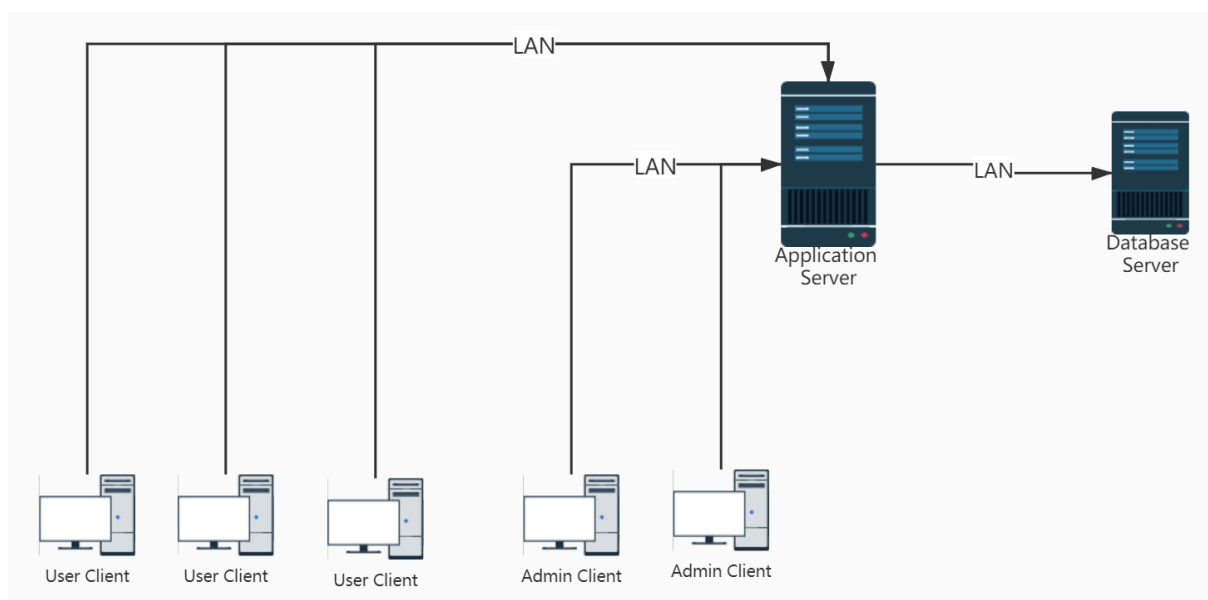 LAN
LAN
LAN
Application
Server
Database
Server
User Client
User Client
User Client
Admin Client
Admin Client